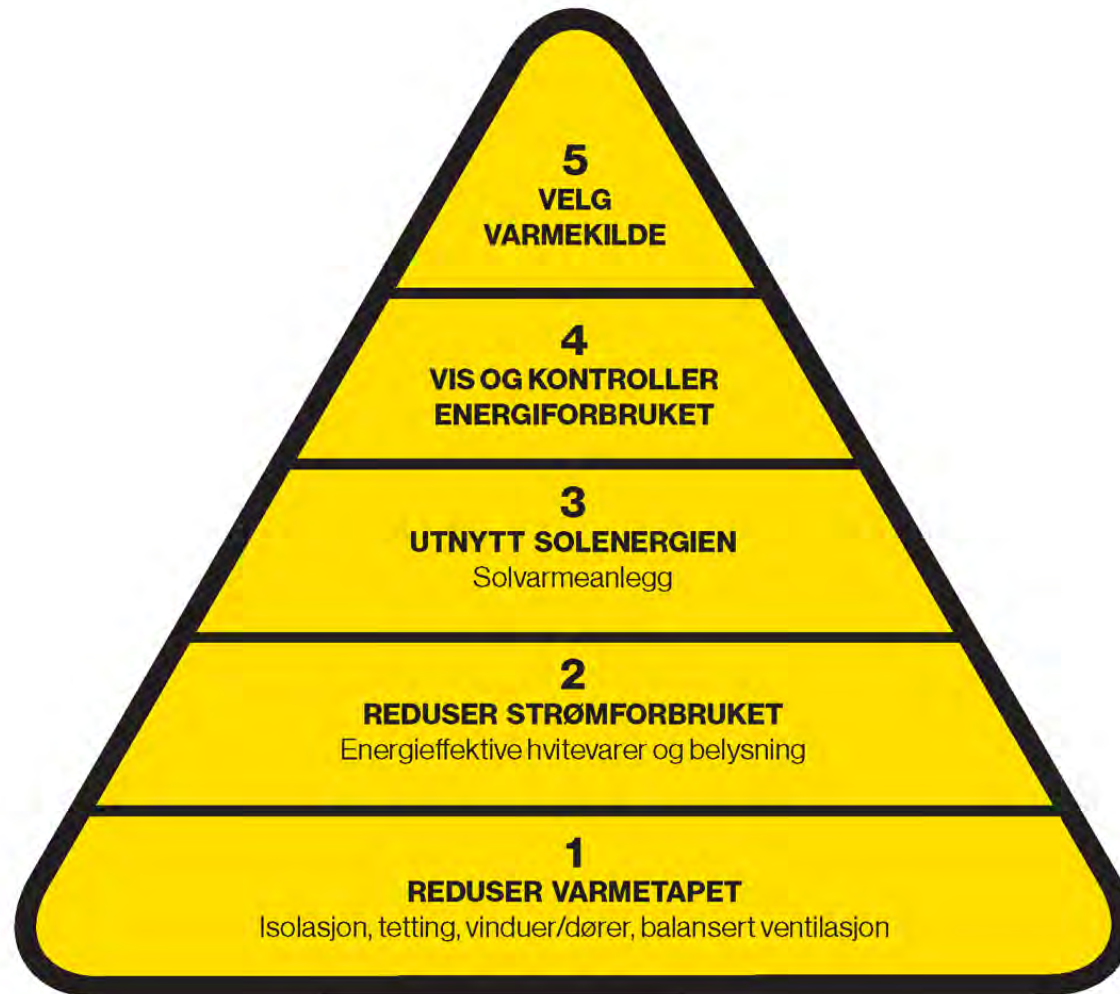 5
VELG
VARMEKILDE
4
VIS OG KONTROLLER
ENERGIFORBRUKET
3
UTNYTT SOLENERGIEN
Solvarmeanlegg
2
REDUSER STRØMFORBRUKET
Energieffektive hvitevarer og belysning
1
REDUSER VARMETAPET
Isolasjon, tetting, vinduer/dører, balansert ventilasjon